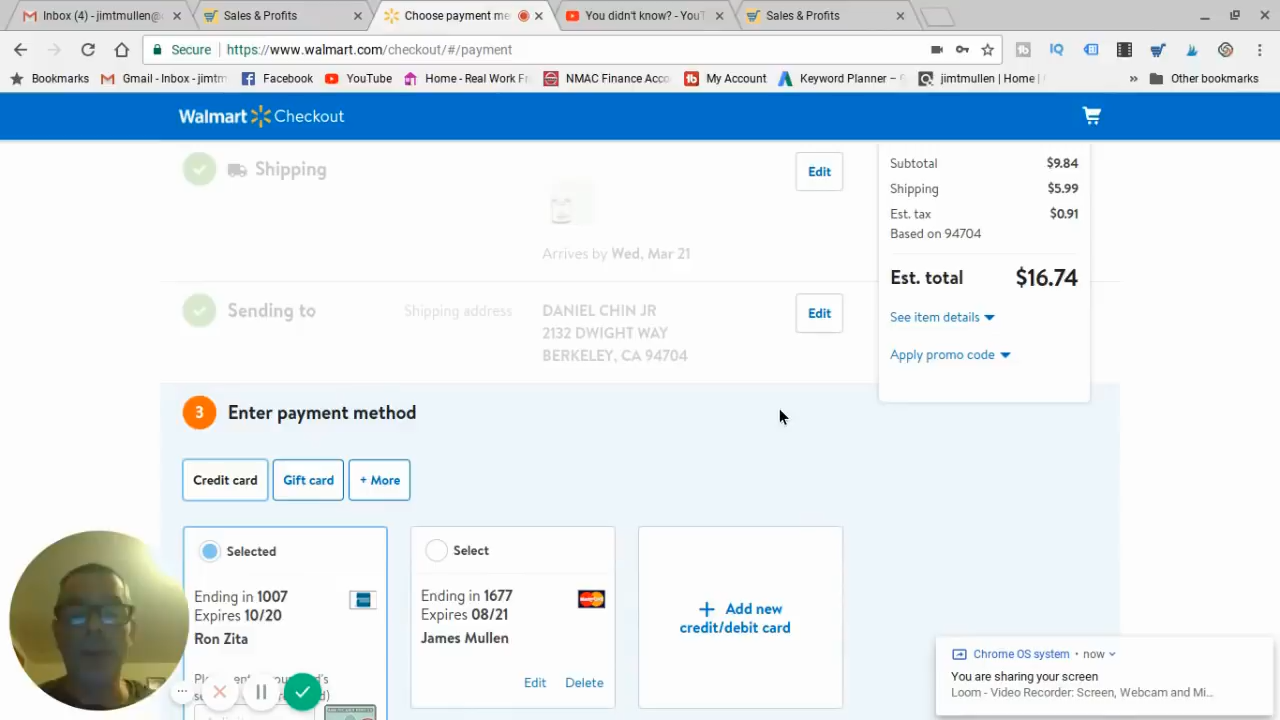 Inbox (4) - jimtmullen@
Sales & Profits
Choose payment me
You didn't know? - YouT
Sales & Profits
Secure
https://www.walmart.com/checkout/#/payment
Bookmarks
Gmail - Inbox - jimtm
Facebook
YouTube
Home - Real Work Fr
NMAC Finance Acco
My Account
Keyword Planner –
jimtmullen | Home |
Other bookmarks
Walmart Checkout
Shipping
Edit
Arrives by Wed, Mar 21
Sending to
Shipping address
DANIEL CHIN JR
2132 DWIGHT WAY
BERKELEY, CA 94704
Edit
Subtotal $9.84
Shipping $5.99
Est. tax $0.91
Based on 94704
Est. total $16.74
See item details
Apply promo code
3 Enter payment method
Credit card
Gift card
+ More
Selected
Ending in 1007
Expires 10/20
Ron Zita
Select
Ending in 1677
Expires 08/21
James Mullen
Edit
Delete
+ Add new
credit/debit card
Chrome OS system • now
You are sharing your screen
Loom - Video Recorder: Screen, Webcam and Mi...